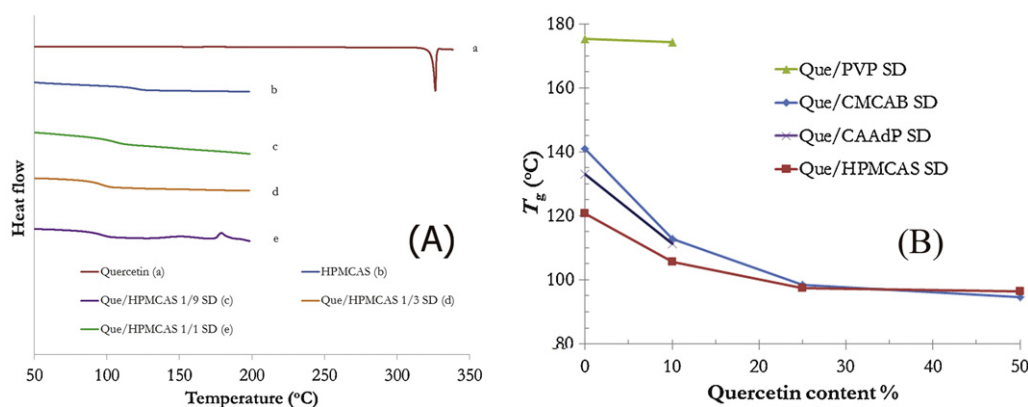 Heat flow
a
b
c
d
e
(A)
Quercetin (a)
HPMCAS (b)
Que/HPMCAS 1/9 SD (c)
Que/HPMCAS 1/3 SD (d)
Que/HPMCAS 1/1 SD (e)
50
100
150
200
250
300
350
Temperature (°C)
Tg (°C)
180
160
140
120
100
80
Que/PVP SD
Que/CMCAB SD
Que/CAAdP SD
Que/HPMCAS SD
(B)
0
10
20
30
40
50
Quercetin content %